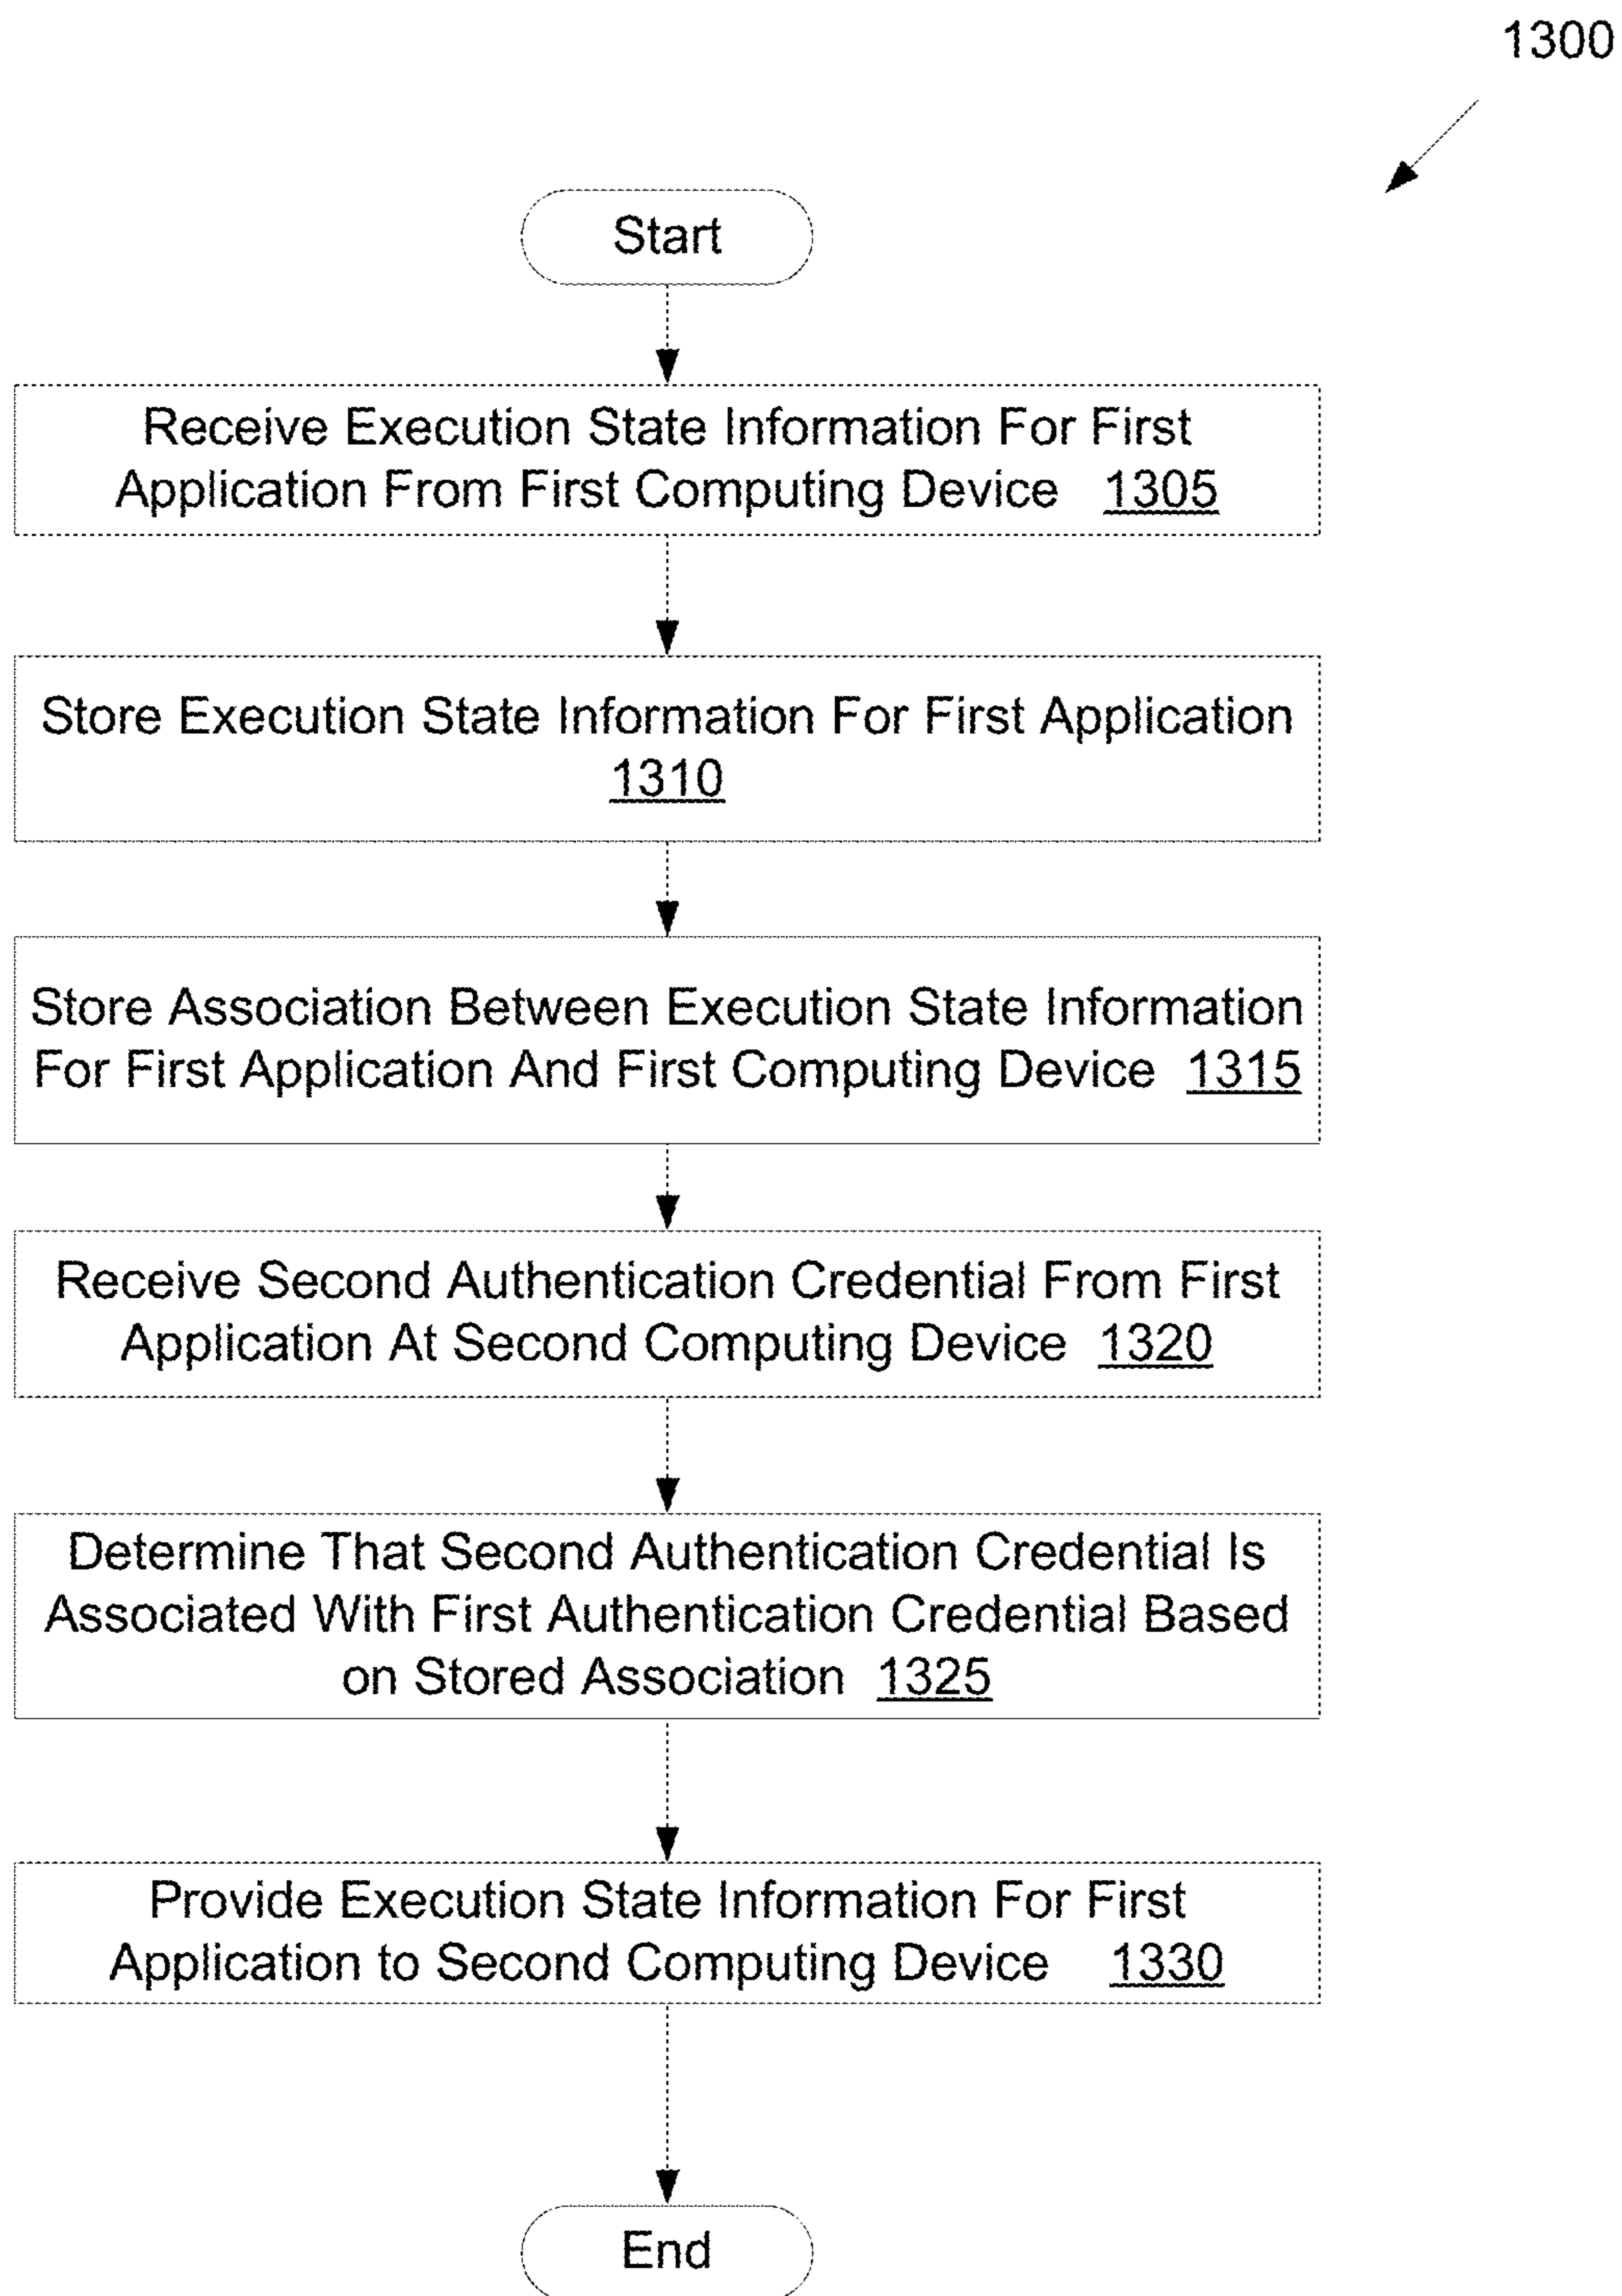 1300
Start
Receive Execution State Information For First
Application From First Computing Device 1305
Store Execution State Information For First Application
1310
Store Association Between Execution State Information
For First Application And First Computing Device 1315
Receive Second Authentication Credential From First
Application At Second Computing Device 1320
Determine That Second Authentication Credential Is
Associated With First Authentication Credential Based
on Stored Association 1325
Provide Execution State Information For First
Application to Second Computing Device 1330
End